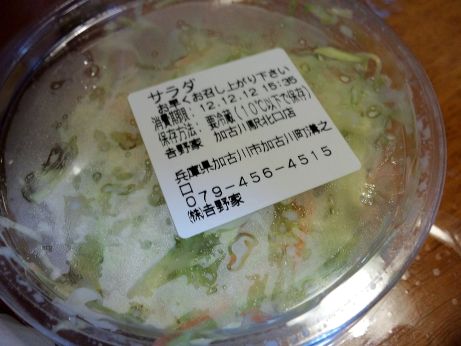 サラダ
お早くお召し上がり下さい
消費期限: 12.12.12 15:35
保存方法: 要冷蔵(10℃以下で保存)
吉野家 加古川駅北口店
兵庫県加古川市加古川町溝之
口
079-456-4515
㈱吉野家